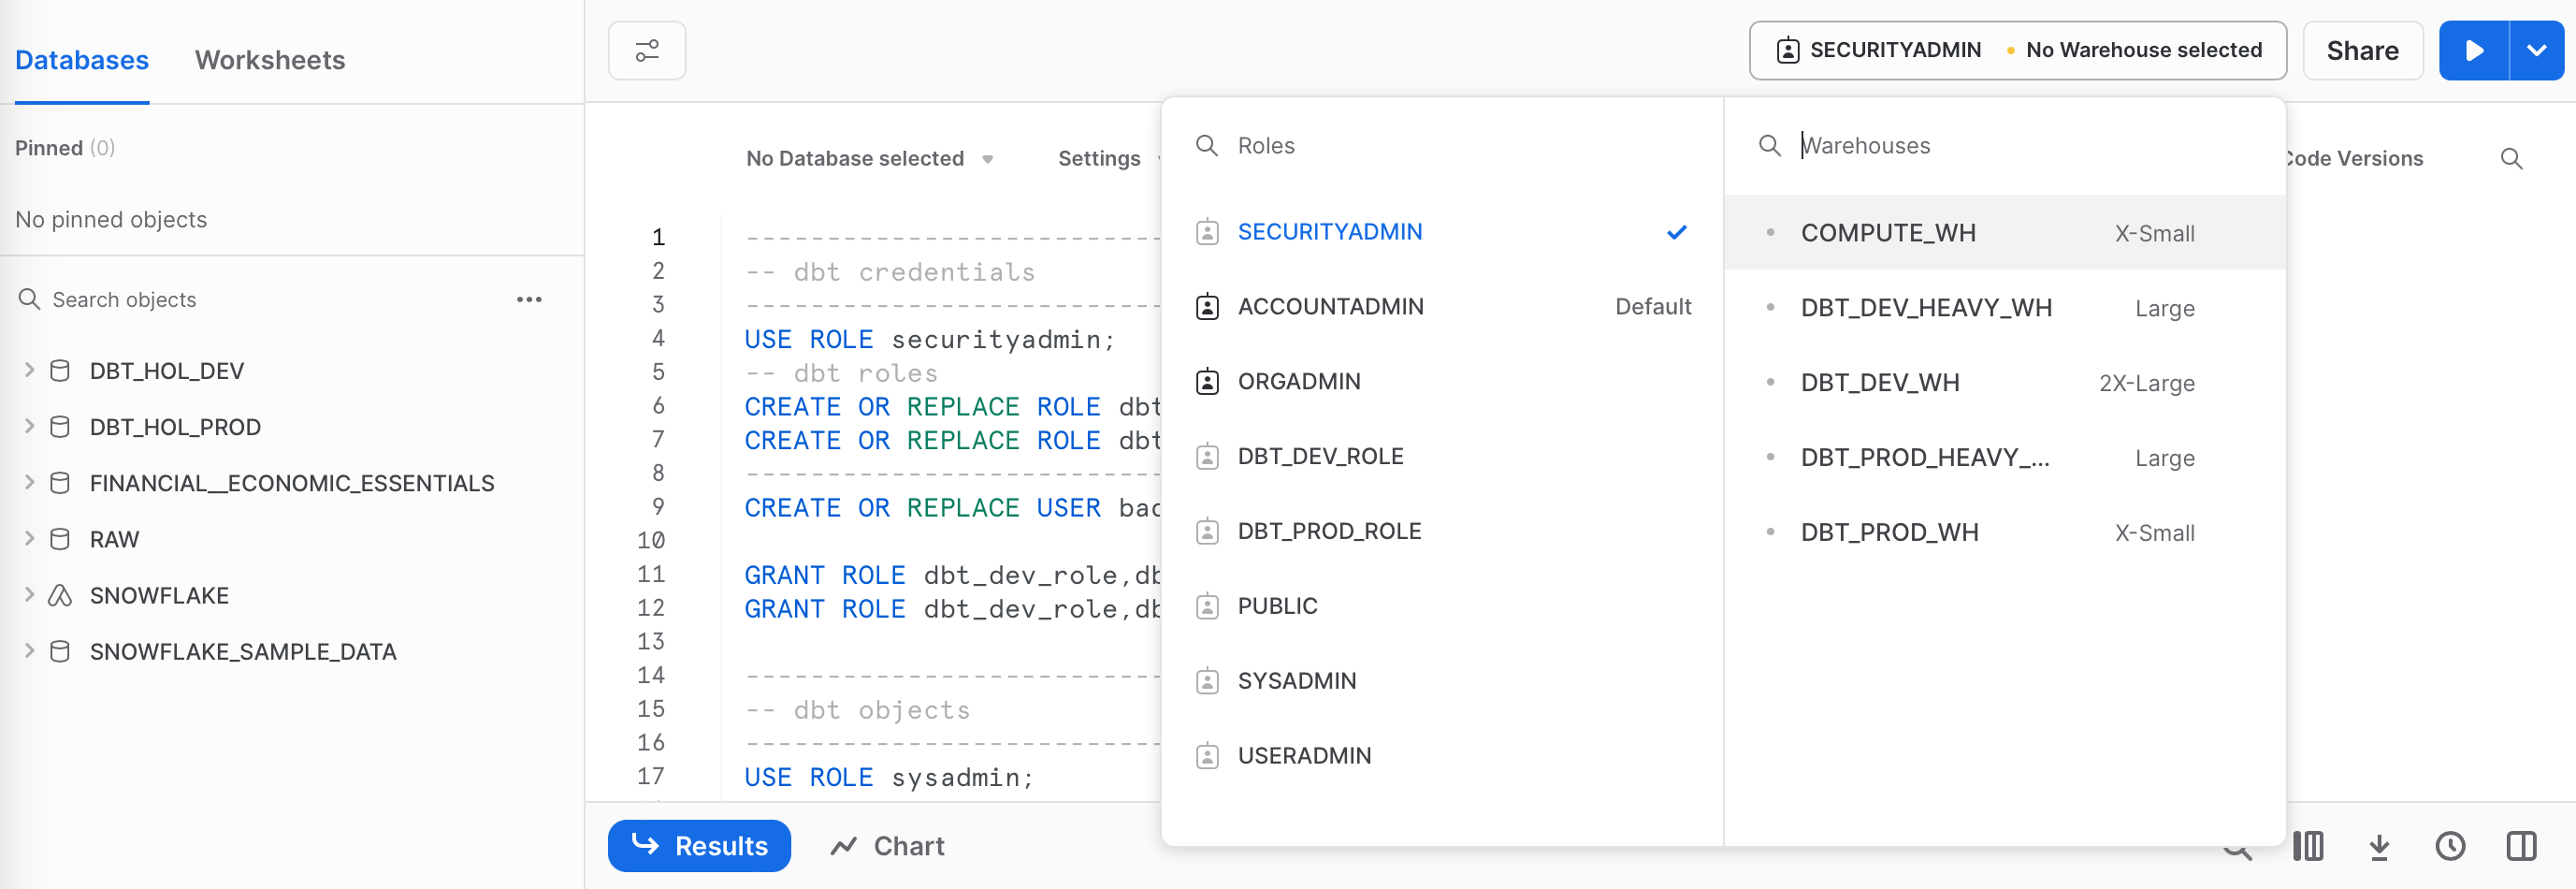 Databases
Worksheets
Pinned (0)
No pinned objects
Search objects
DBT_HOL_DEV
DBT_HOL_PROD
FINANCIAL__ECONOMIC_ESSENTIALS
RAW
SNOWFLAKE
SNOWFLAKE_SAMPLE_DATA
SECURITYADMIN • No Warehouse selected
Share
No Database selected
Settings
Code Versions
1 --------------------------
2 -- dbt credentials
3 --------------------------
4 USE ROLE securityadmin;
5 -- dbt roles
6 CREATE OR REPLACE ROLE dbt
7 CREATE OR REPLACE ROLE dbt
8 --------------------------
9 CREATE OR REPLACE USER
10
11 GRANT ROLE dbt_dev_role,
12 GRANT ROLE dbt_dev_role,
13
14 --------------------------
15 -- dbt objects
16 --------------------------
17 USE ROLE sysadmin;
Roles
SECURITYADMIN
ACCOUNTADMIN Default
ORGADMIN
DBT_DEV_ROLE
DBT_PROD_ROLE
PUBLIC
SYSADMIN
USERADMIN
Warehouses
COMPUTE_WH X-Small
DBT_DEV_HEAVY_WH Large
DBT_DEV_WH 2X-Large
DBT_PROD_HEAVY_... Large
DBT_PROD_WH X-Small
Results
Chart